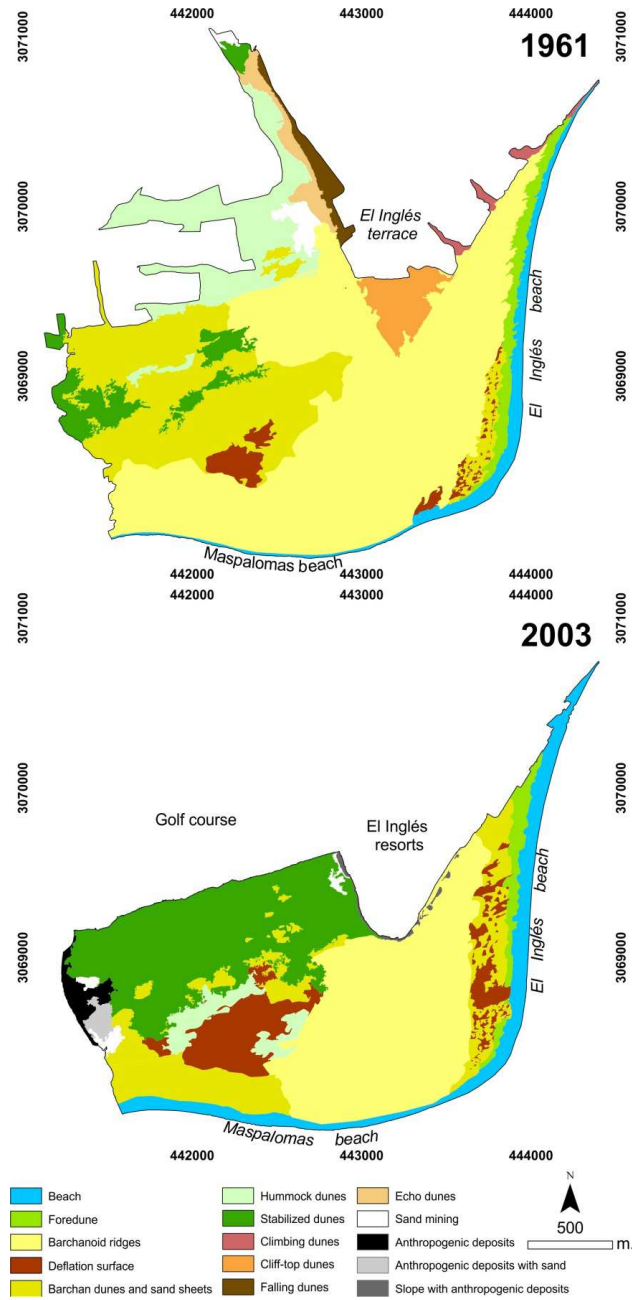 442000 443000 444000
3071000 1961 3071000
3070000 3070000
El Inglés
terrace
El Inglés beach
3069000 3069000
Maspalomas beach
442000 443000 444000
442000 443000 444000
3071000 2003 3071000
3070000 3070000
Golf course El Inglés
resorts
El Inglés beach
3069000 3069000
Maspalomas beach
442000 443000 444000
Beach
Foredune
Barchanoid ridges
Deflation surface
Barchan dunes and sand sheets
Hummock dunes
Stabilized dunes
Climbing dunes
Cliff-top dunes
Falling dunes
Echo dunes
Sand mining
Anthropogenic deposits
Anthropogenic deposits with sand
Slope with anthropogenic deposits
N
500
m.